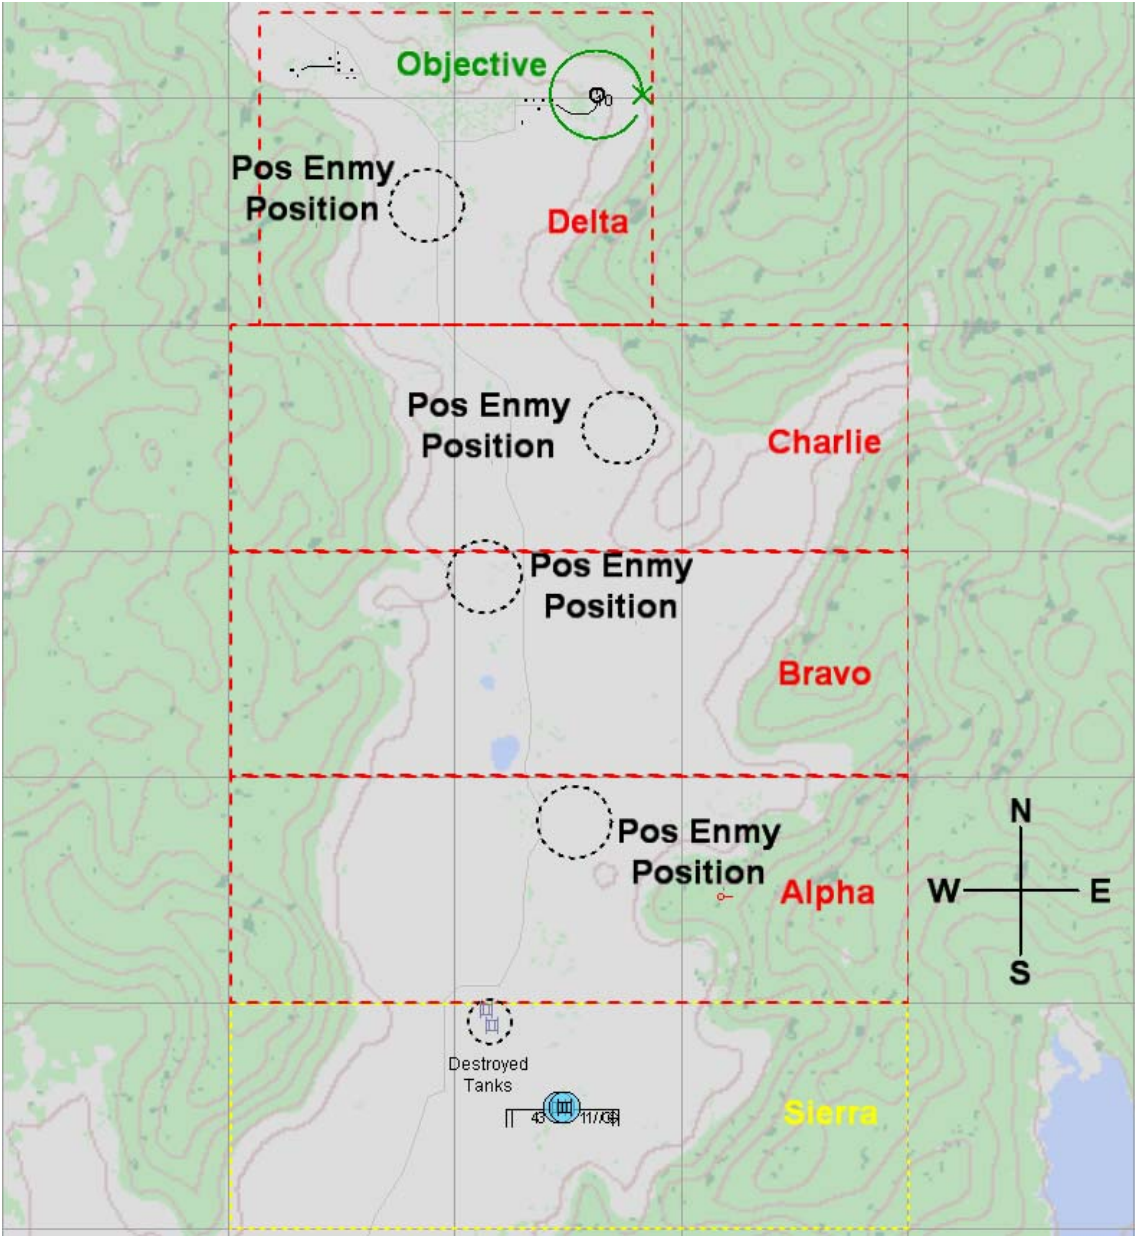 Objective
Pos Enmy
Position
Delta
Pos Enmy
Position
Charlie
Pos Enmy
Position
Bravo
Pos Enmy
Position
Alpha
N
W E
S
Destroyed
Tanks
43
Sierra